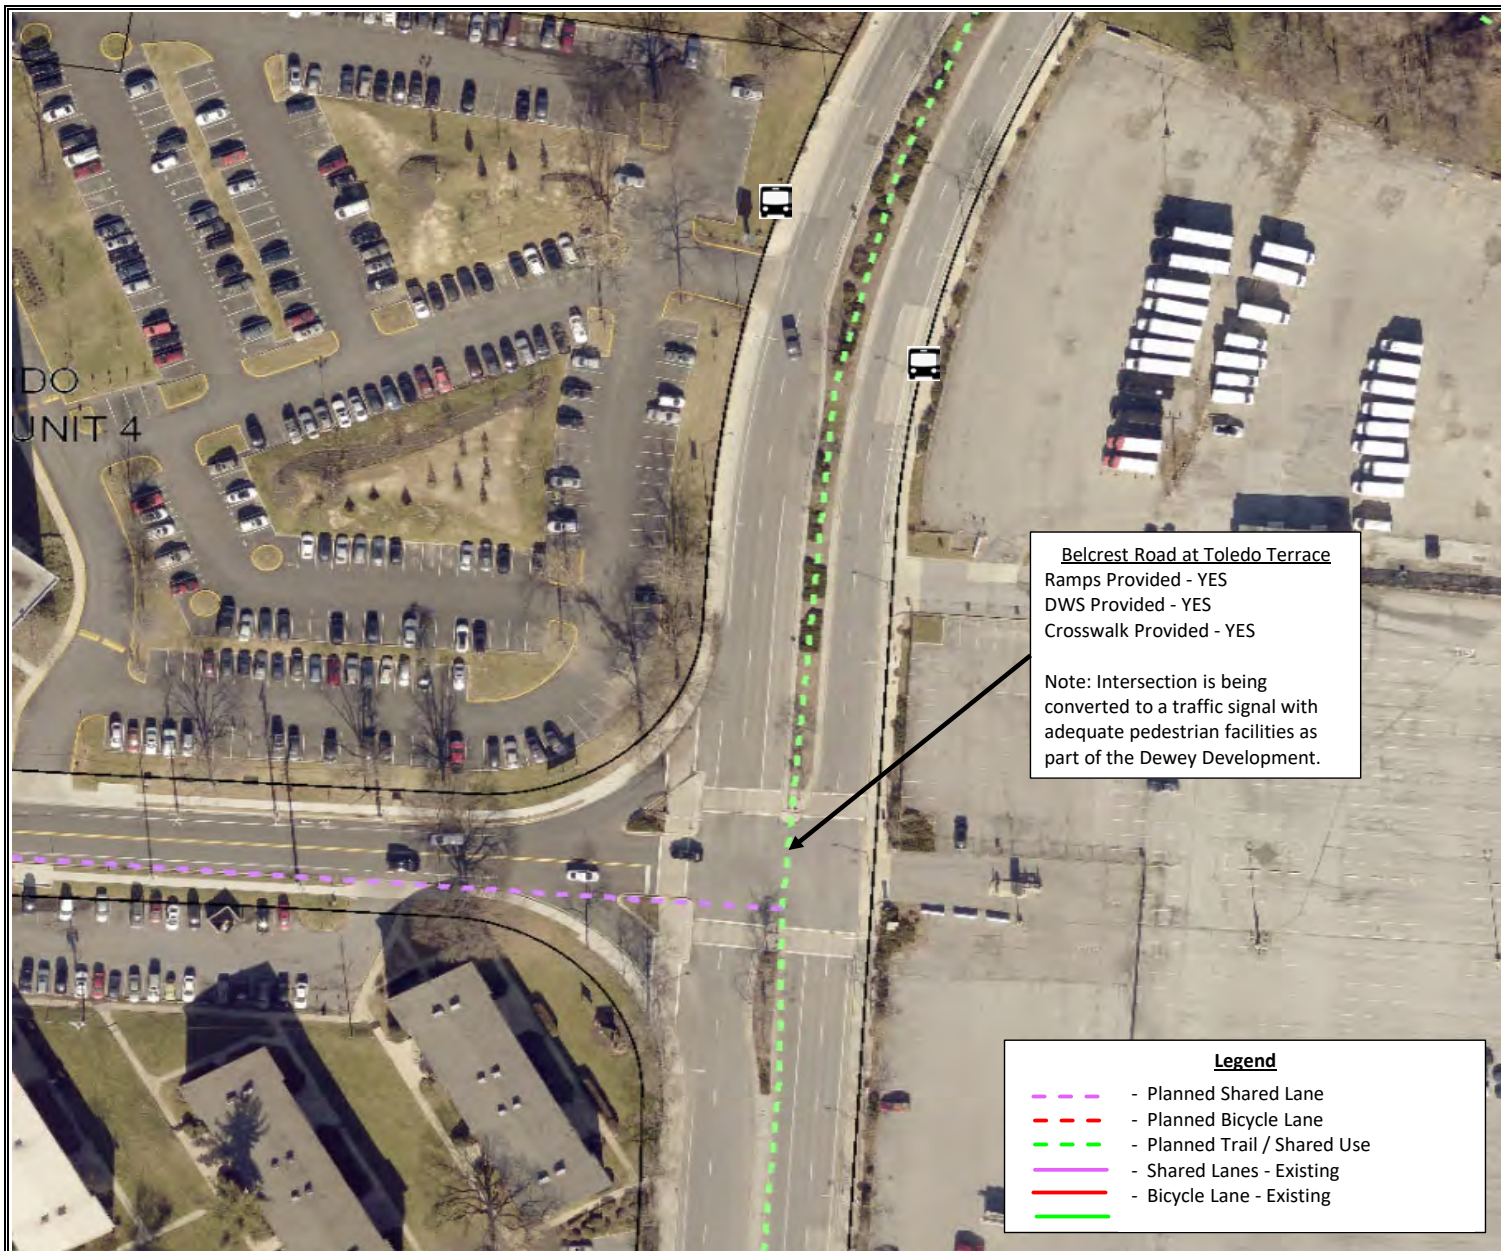 IDO
UNIT 4
Belcrest Road at Toledo Terrace
Ramps Provided - YES
DWS Provided - YES
Crosswalk Provided - YES
Note: Intersection is being
converted to a traffic signal with
adequate pedestrian facilities as
part of the Dewey Development.
Legend
- Planned Shared Lane
- Planned Bicycle Lane
- Planned Trail / Shared Use
- Shared Lanes - Existing
- Bicycle Lane - Existing